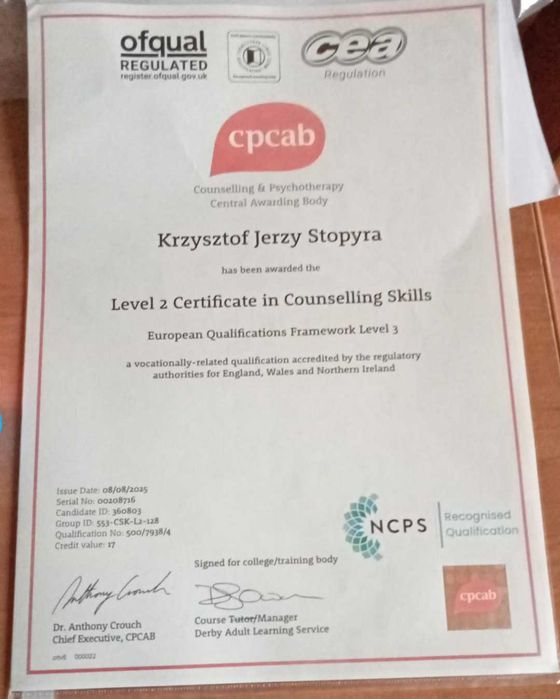 ofqual
REGULATED
register.ofqual.gov.uk
cea
Regulation
cpcab
Counselling & Psychotherapy
Central Awarding Body
Krzysztof Jerzy Stopyra
has been awarded the
Level 2 Certificate in Counselling Skills
European Qualifications Framework Level 3
a vocationally-related qualification accredited by the regulatory
authorities for England, Wales and Northern Ireland
Issue Date: 08/08/2025
Serial No: 00208716
Candidate ID: 360803
Group ID: 553-CSK-L2-128
Qualification No: 500/7938/4
Credit value: 17
NCPS
Recognised
Qualification
Signed for college/training body
Anthony Crouch
Dr. Anthony Crouch
Chief Executive, CPCAB
Course Tutor/Manager
Derby Adult Learning Service
cpcab
000022